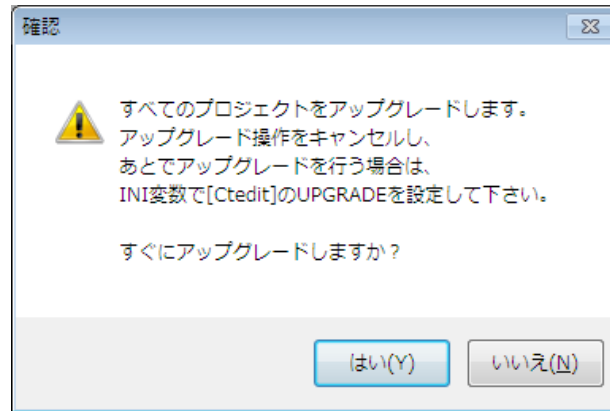 確認
すべてのプロジェクトをアップグレードします。
アップグレード操作をキャンセルし、
あとでアップグレードを行う場合は、
INI変数で[Ctedit]のUPGRADEを設定して下さい。
すぐにアップグレードしますか？
はい(Y)
いいえ(N)